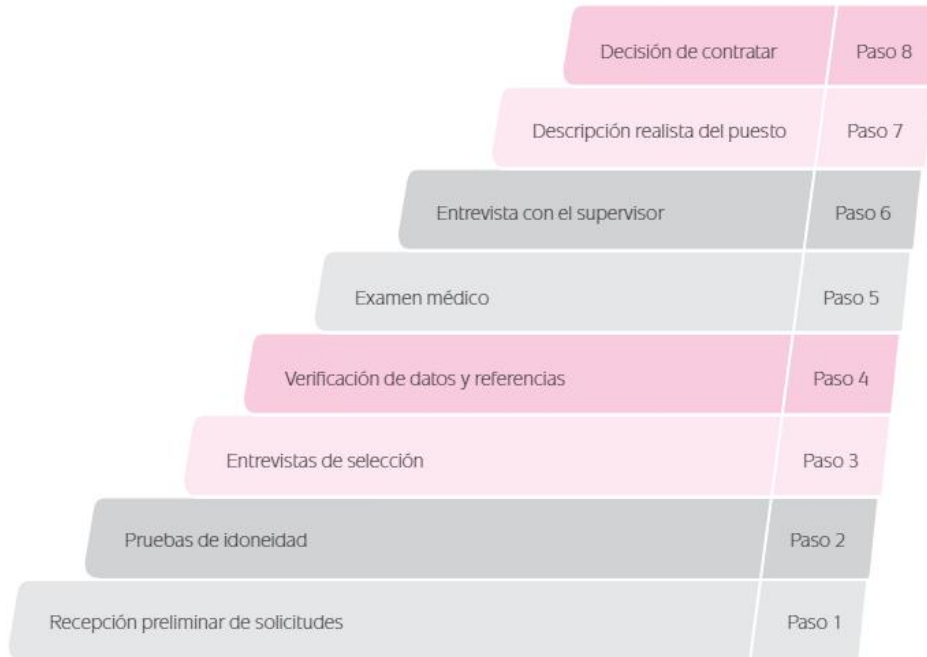 Decisión de contratar Paso 8
Descripción realista del puesto Paso 7
Entrevista con el supervisor Paso 6
Examen médico Paso 5
Verificación de datos y referencias Paso 4
Entrevistas de selección Paso 3
Pruebas de idoneidad Paso 2
Recepción preliminar de solicitudes Paso 1